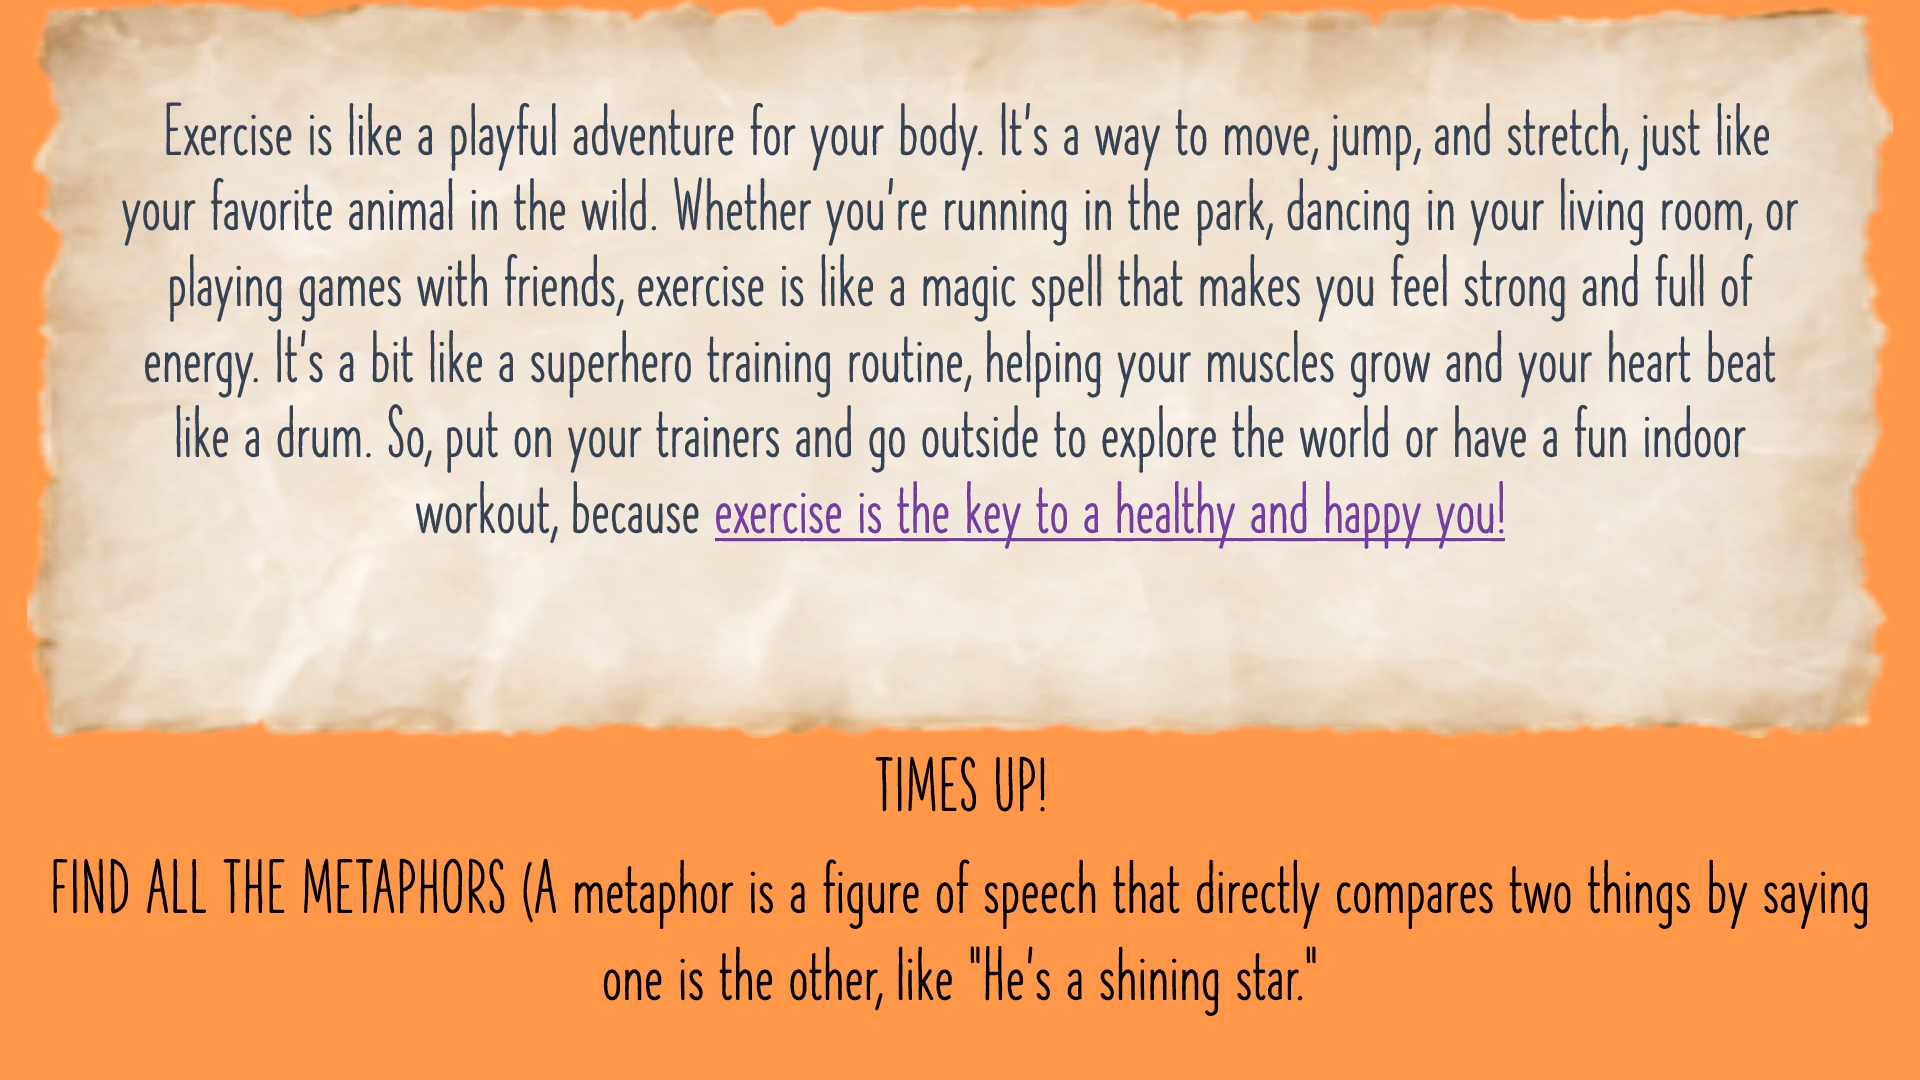 Exercise is like a playful adventure for your body. It's a way to move, jump, and stretch, just like
your favorite animal in the wild. Whether you're running in the park, dancing in your living room, or
playing games with friends, exercise is like a magic spell that makes you feel strong and full of
energy. It's a bit like a superhero training routine, helping your muscles grow and your heart beat
like a drum. So, put on your trainers and go outside to explore the world or have a fun indoor
workout, because exercise is the key to a healthy and happy you!
TIMES UP!
FIND ALL THE METAPHORS (A metaphor is a figure of speech that directly compares two things by saying
one is the other, like "He's a shining star."